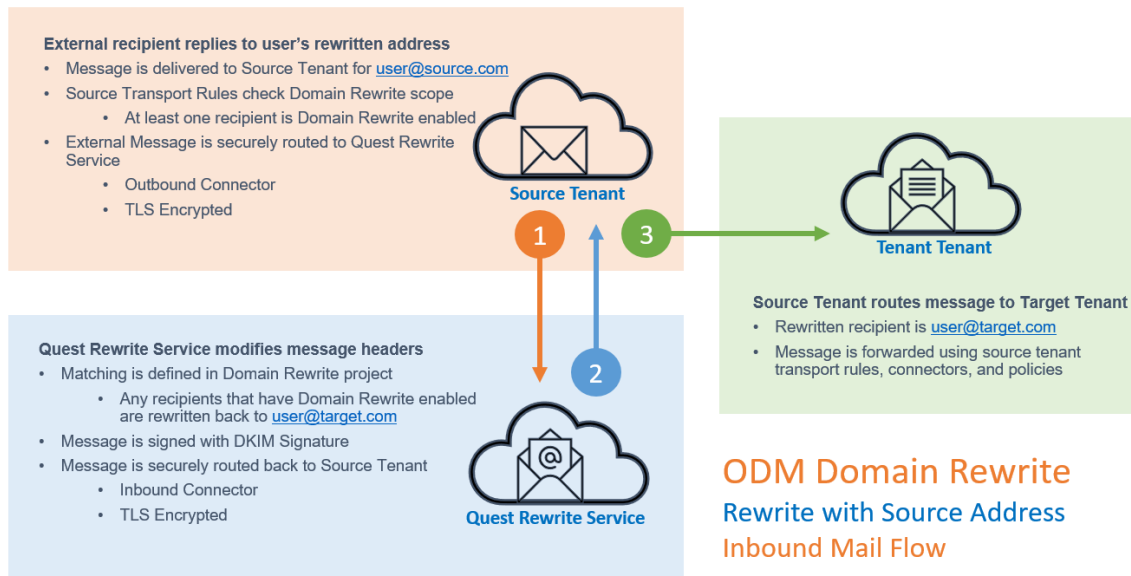 External recipient replies to user's rewritten address
• Message is delivered to Source Tenant for user@source.com
• Source Transport Rules check Domain Rewrite scope
• At least one recipient is Domain Rewrite enabled
• External Message is securely routed to Quest Rewrite
Service
• Outbound Connector
• TLS Encrypted
Source Tenant
1
2
3
Tenant Tenant
Source Tenant routes message to Target Tenant
• Rewritten recipient is user@target.com
• Message is forwarded using source tenant
transport rules, connectors, and policies
Quest Rewrite Service modifies message headers
• Matching is defined in Domain Rewrite project
• Any recipients that have Domain Rewrite enabled
are rewritten back to user@target.com
• Message is signed with DKIM Signature
• Message is securely routed back to Source Tenant
• Inbound Connector
• TLS Encrypted
@
Quest Rewrite Service
ODM Domain Rewrite
Rewrite with Source Address
Inbound Mail Flow